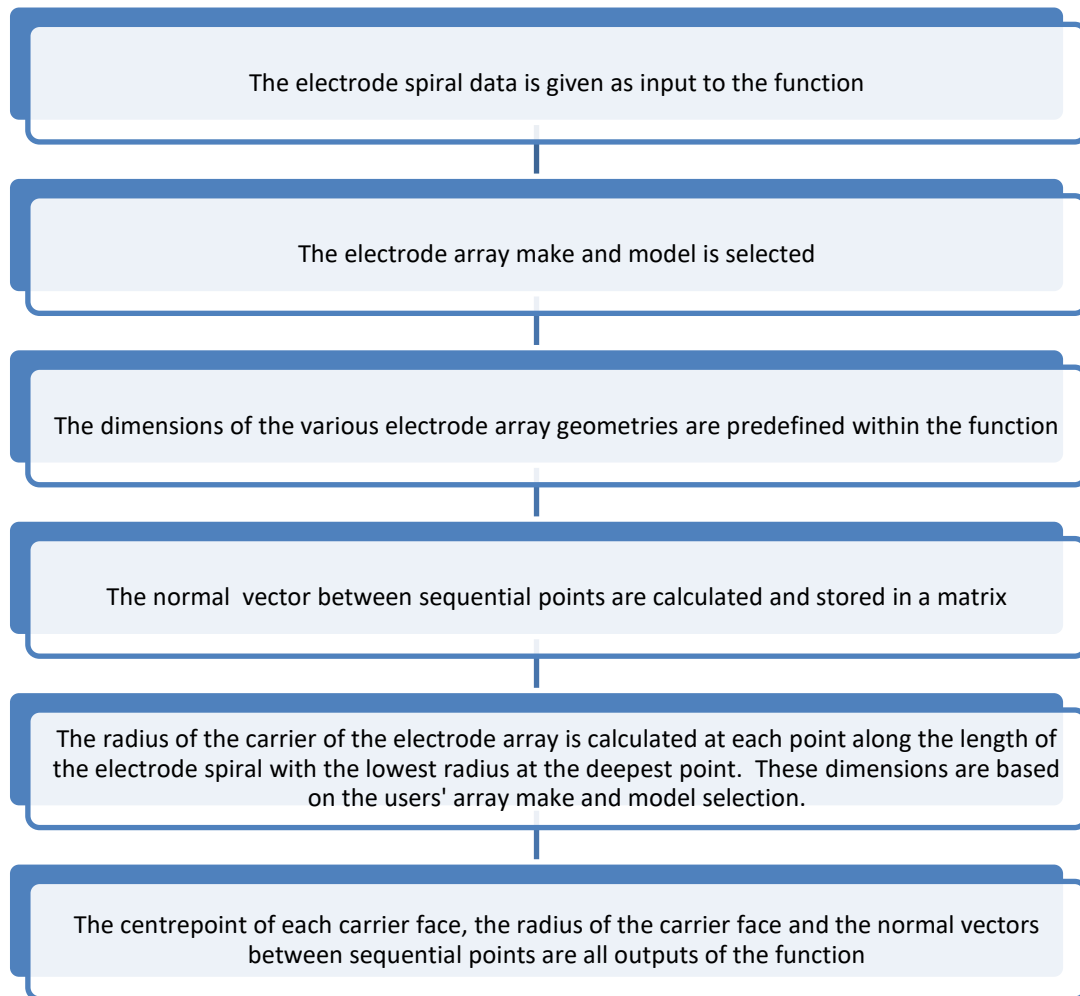 The electrode spiral data is given as input to the function
The electrode array make and model is selected
The dimensions of the various electrode array geometries are predefined within the function
The normal  vector between sequential points are calculated and stored in a matrix
The radius of the carrier of the electrode array is calculated at each point along the length of
the electrode spiral with the lowest radius at the deepest point.  These dimensions are based
on the users' array make and model selection.
The centrepoint of each carrier face, the radius of the carrier face and the normal vectors
between sequential points are all outputs of the function